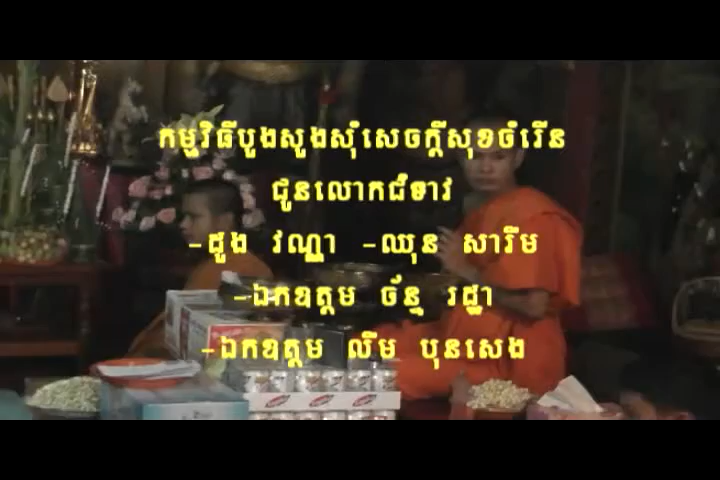 កម្មវិធីបួងសួងសុំសេចក្តីសុខចំរើន
ជូនលោកជំទាវ
-ដួង វណ្ណា -ឈុន សារឹម
-ឯកឧត្តម ច័ន្ទ រដ្ឋា
-ឯកឧត្តម លឹម ប៊ុនសេង